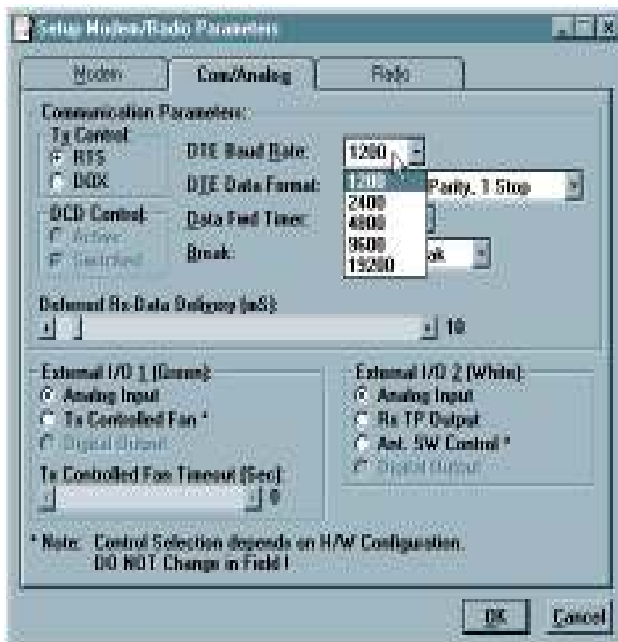 Setup Modem/Radio Parameters
Modem
Com/Analog
Radio
Communication Parameters:
Tx Control:
RTS
DOX
DCD Control:
Active
Switched
DTE Baud Rate:
1200
1200
2400
4800
9600
19200
DTE Data Format:
Parity, 1 Stop
Data Fwd Timer:
Break:
ak
Deferred Rx-Data Delivery (mS):
10
External I/O 1 (Green):
Analog Input
Tx Controlled Fan *
Digital Output
Tx Controlled Fan Timeout (Sec):
0
External I/O 2 (White):
Analog Input
Rx TP Output
Ant. SW Control *
Digital Output
* Note: Control Selection depends on H/W Configuration.
DO NOT Change in Field !
OK
Cancel